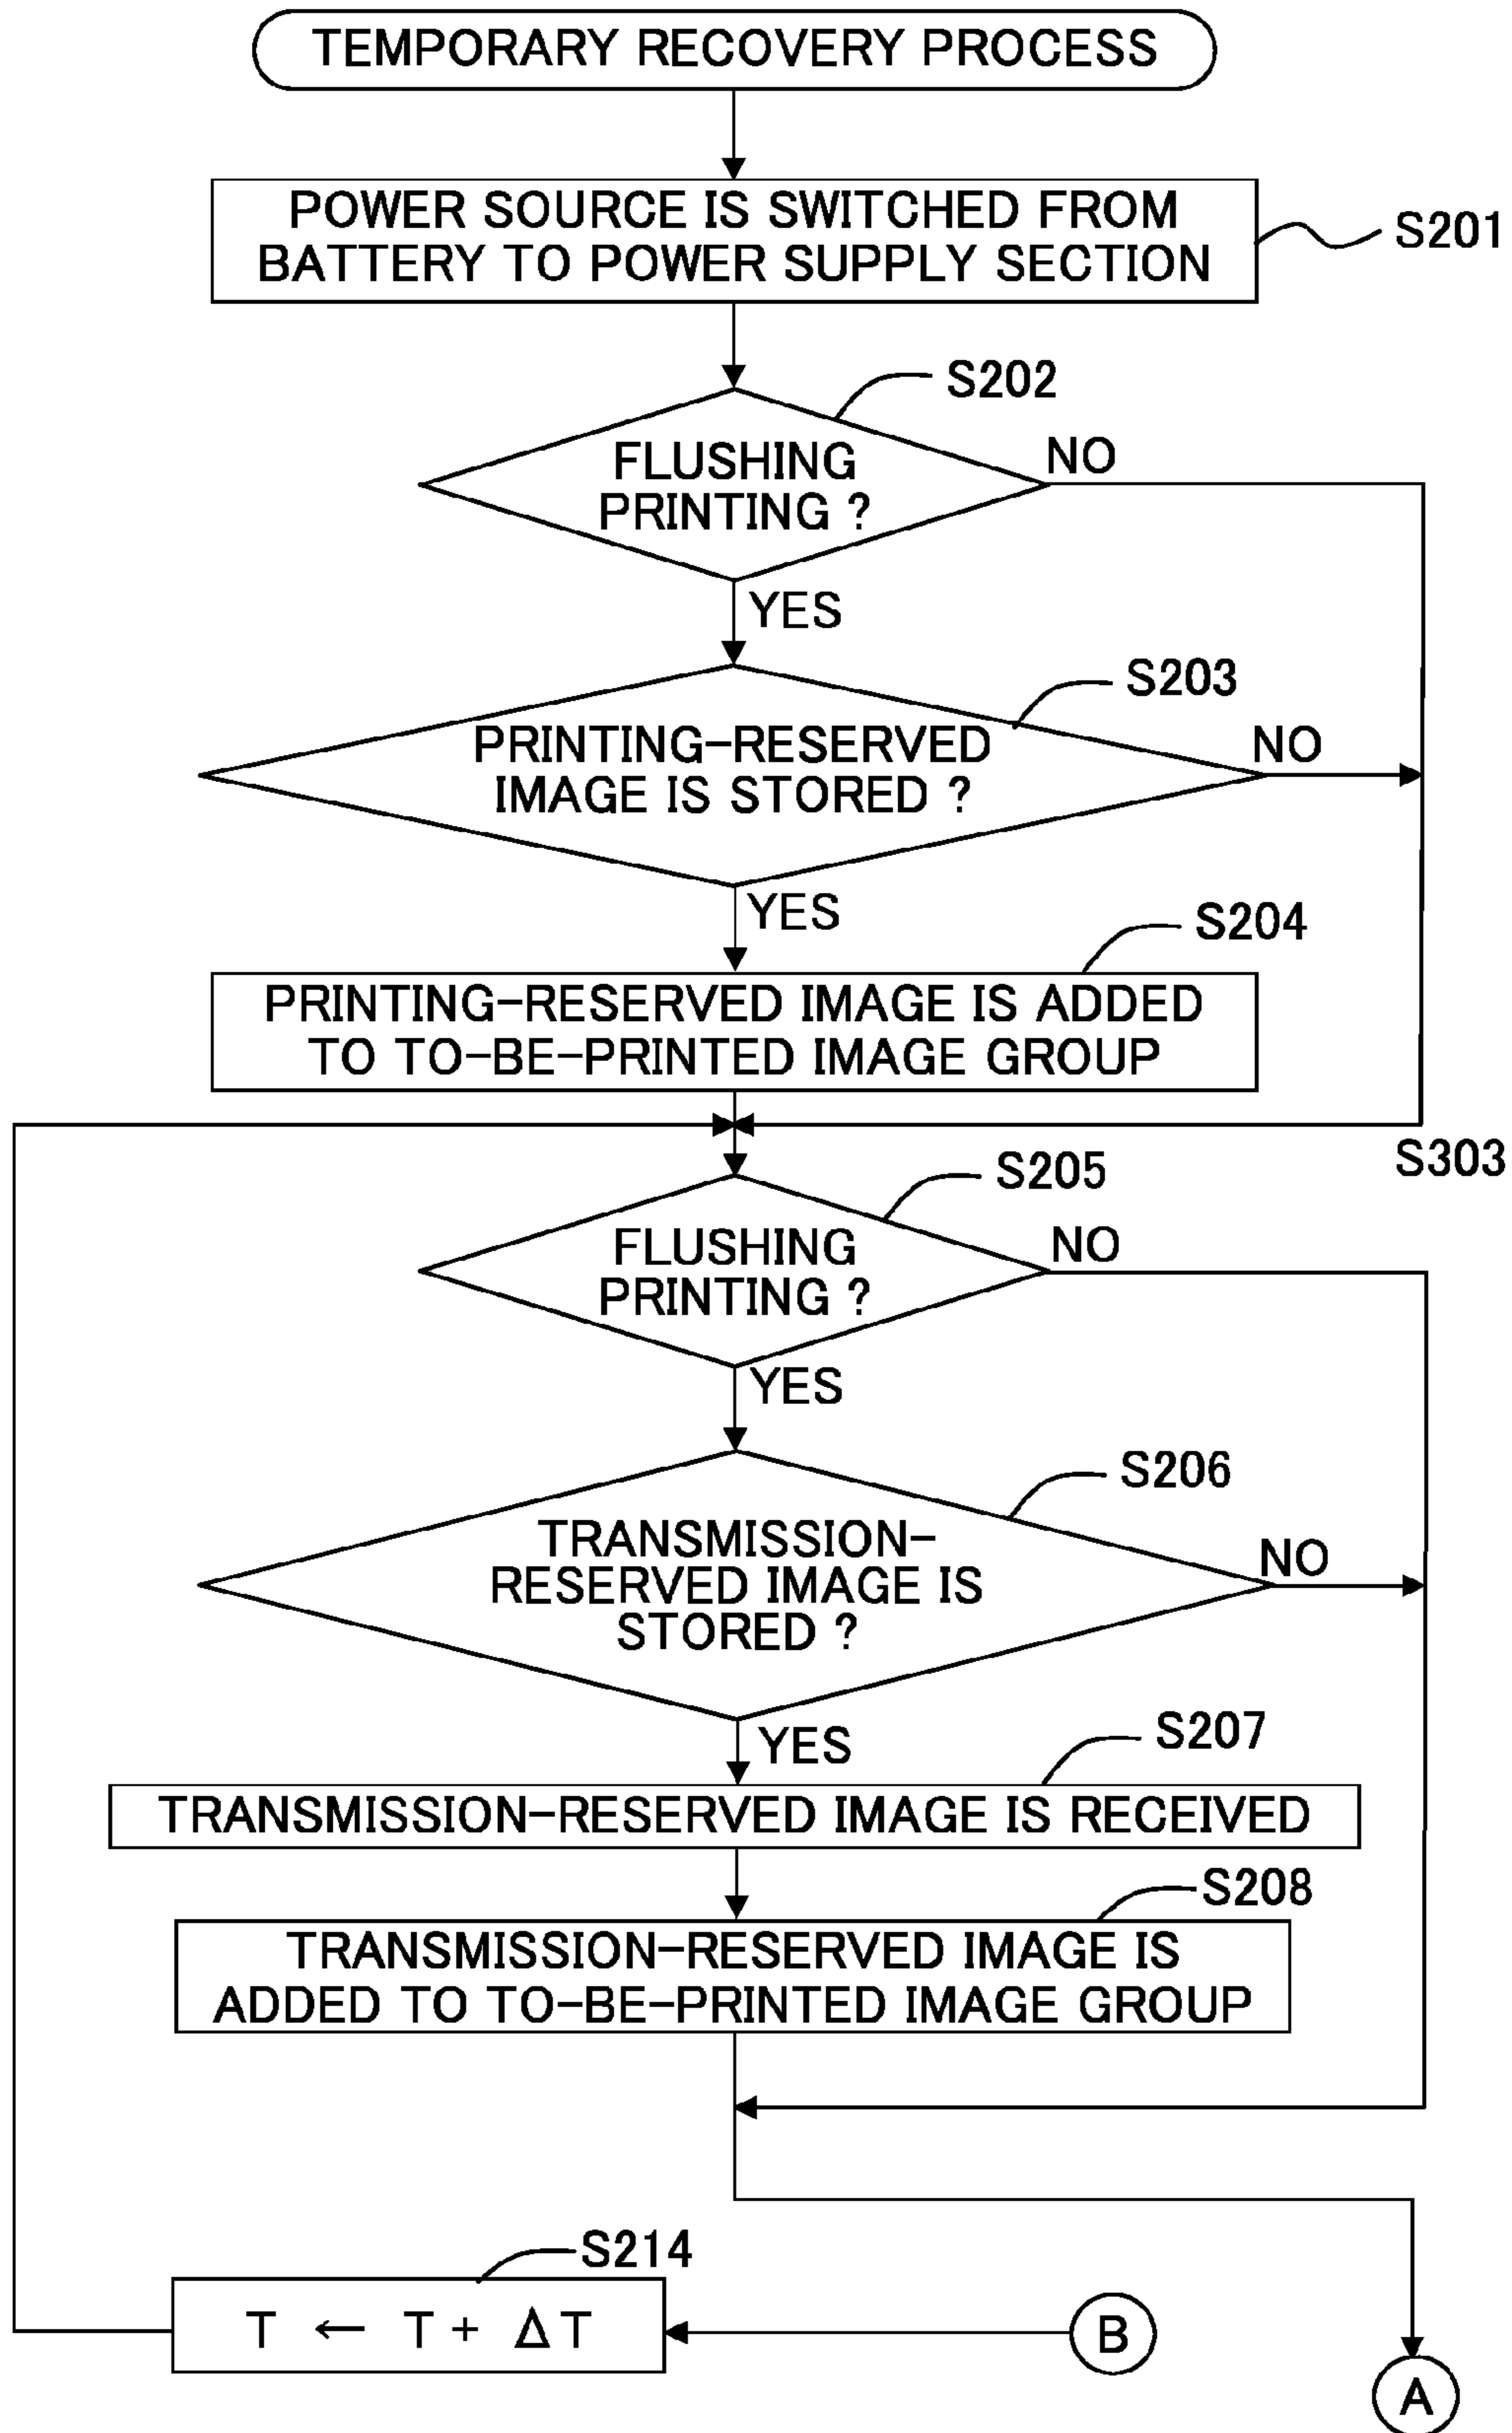 TEMPORARY RECOVERY PROCESS
POWER SOURCE IS SWITCHED FROM
BATTERY TO POWER SUPPLY SECTION
S201
S202
FLUSHING
PRINTING ?
NO
YES
S203
PRINTING-RESERVED
IMAGE IS STORED ?
NO
YES
S204
PRINTING-RESERVED IMAGE IS ADDED
TO TO-BE-PRINTED IMAGE GROUP
S303
S205
FLUSHING
PRINTING ?
NO
YES
S206
TRANSMISSION-
RESERVED IMAGE IS
STORED ?
NO
YES
S207
TRANSMISSION-RESERVED IMAGE IS RECEIVED
S208
TRANSMISSION-RESERVED IMAGE IS
ADDED TO TO-BE-PRINTED IMAGE GROUP
S214
T ← T + ΔT
B
A